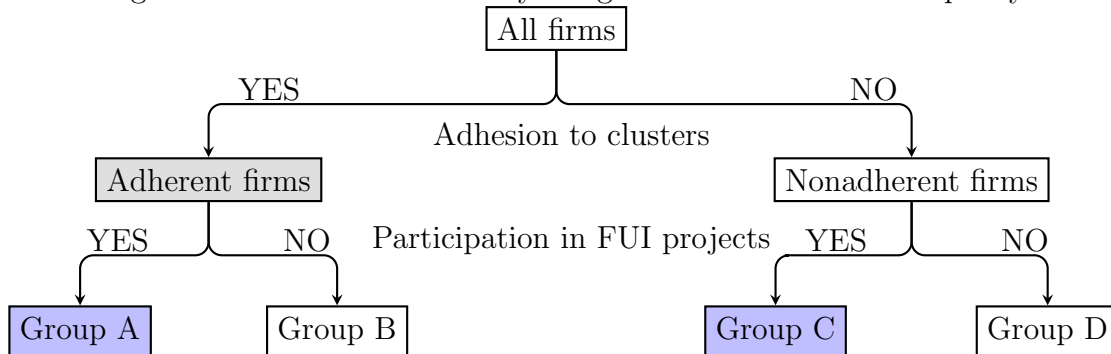 All firms
YES NO
Adhesion to clusters
Adherent firms Nonadherent firms
YES NO Participation in FUI projects YES NO
Group A Group B Group C Group D